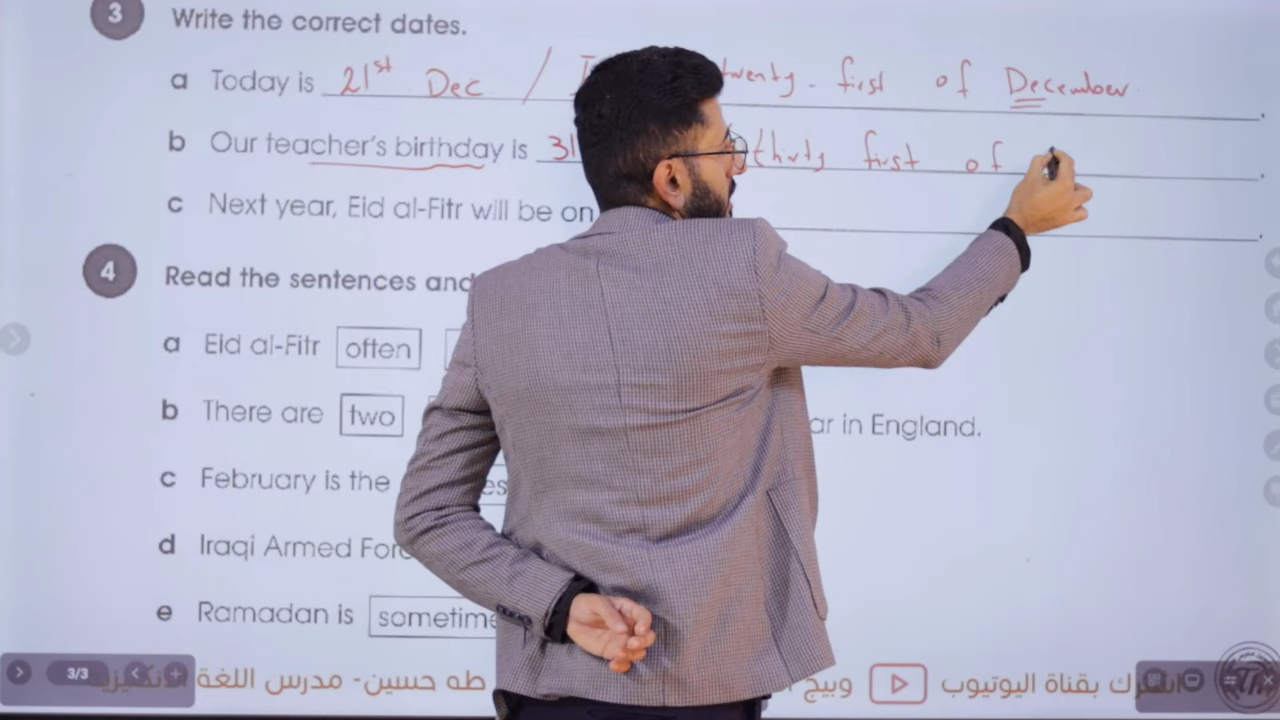 3 Write the correct dates.
a Today is 21st Dec / twenty-first of December.
b Our teacher's birthday is 31 thirty first of .
c Next year, Eid al-Fitr will be on .
4 Read the sentences and
a Eid al-Fitr often
b There are two ar in England.
c February is the es
d Iraqi Armed Forc
e Ramadan is sometime
3/3
اشترك بقناة اليوتيوب وبيج طه حسين- مدرس اللغة الانكليزية